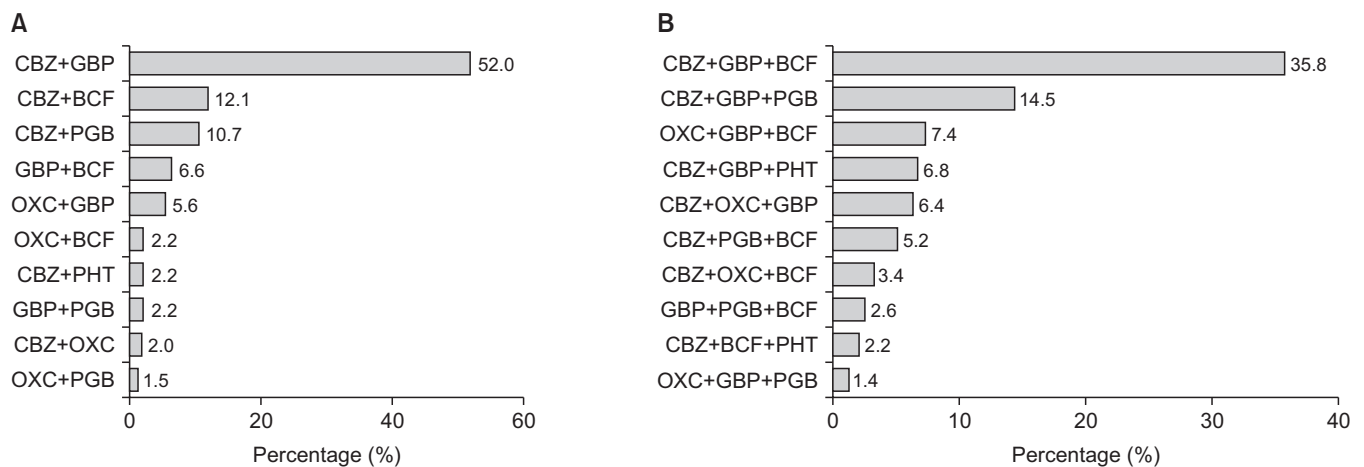 A
CBZ+GBP 52.0
CBZ+BCF 12.1
CBZ+PGB 10.7
GBP+BCF 6.6
OXC+GBP 5.6
OXC+BCF 2.2
CBZ+PHT 2.2
GBP+PGB 2.2
CBZ+OXC 2.0
OXC+PGB 1.5
0 20 40 60
Percentage (%)
B
CBZ+GBP+BCF 35.8
CBZ+GBP+PGB 14.5
OXC+GBP+BCF 7.4
CBZ+GBP+PHT 6.8
CBZ+OXC+GBP 6.4
CBZ+PGB+BCF 5.2
CBZ+OXC+BCF 3.4
GBP+PGB+BCF 2.6
CBZ+BCF+PHT 2.2
OXC+GBP+PGB 1.4
0 10 20 30 40
Percentage (%)